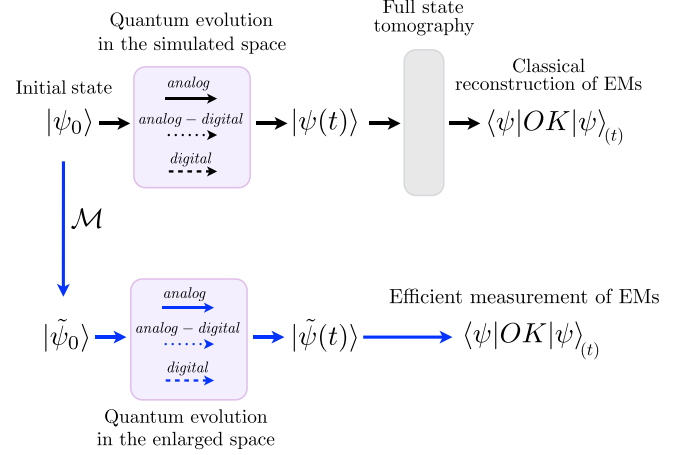 Full state
tomography
Quantum evolution
in the simulated space
Classical
reconstruction of EMs
Initial state
analog
|ψ₀⟩
analog − digital
|ψ(t)⟩
⟨ψ|OK|ψ⟩(t)
digital
ℳ
analog
Efficient measurement of EMs
|ψ̃₀⟩
analog − digital
|ψ̃(t)⟩
⟨ψ|OK|ψ⟩(t)
digital
Quantum evolution
in the enlarged space